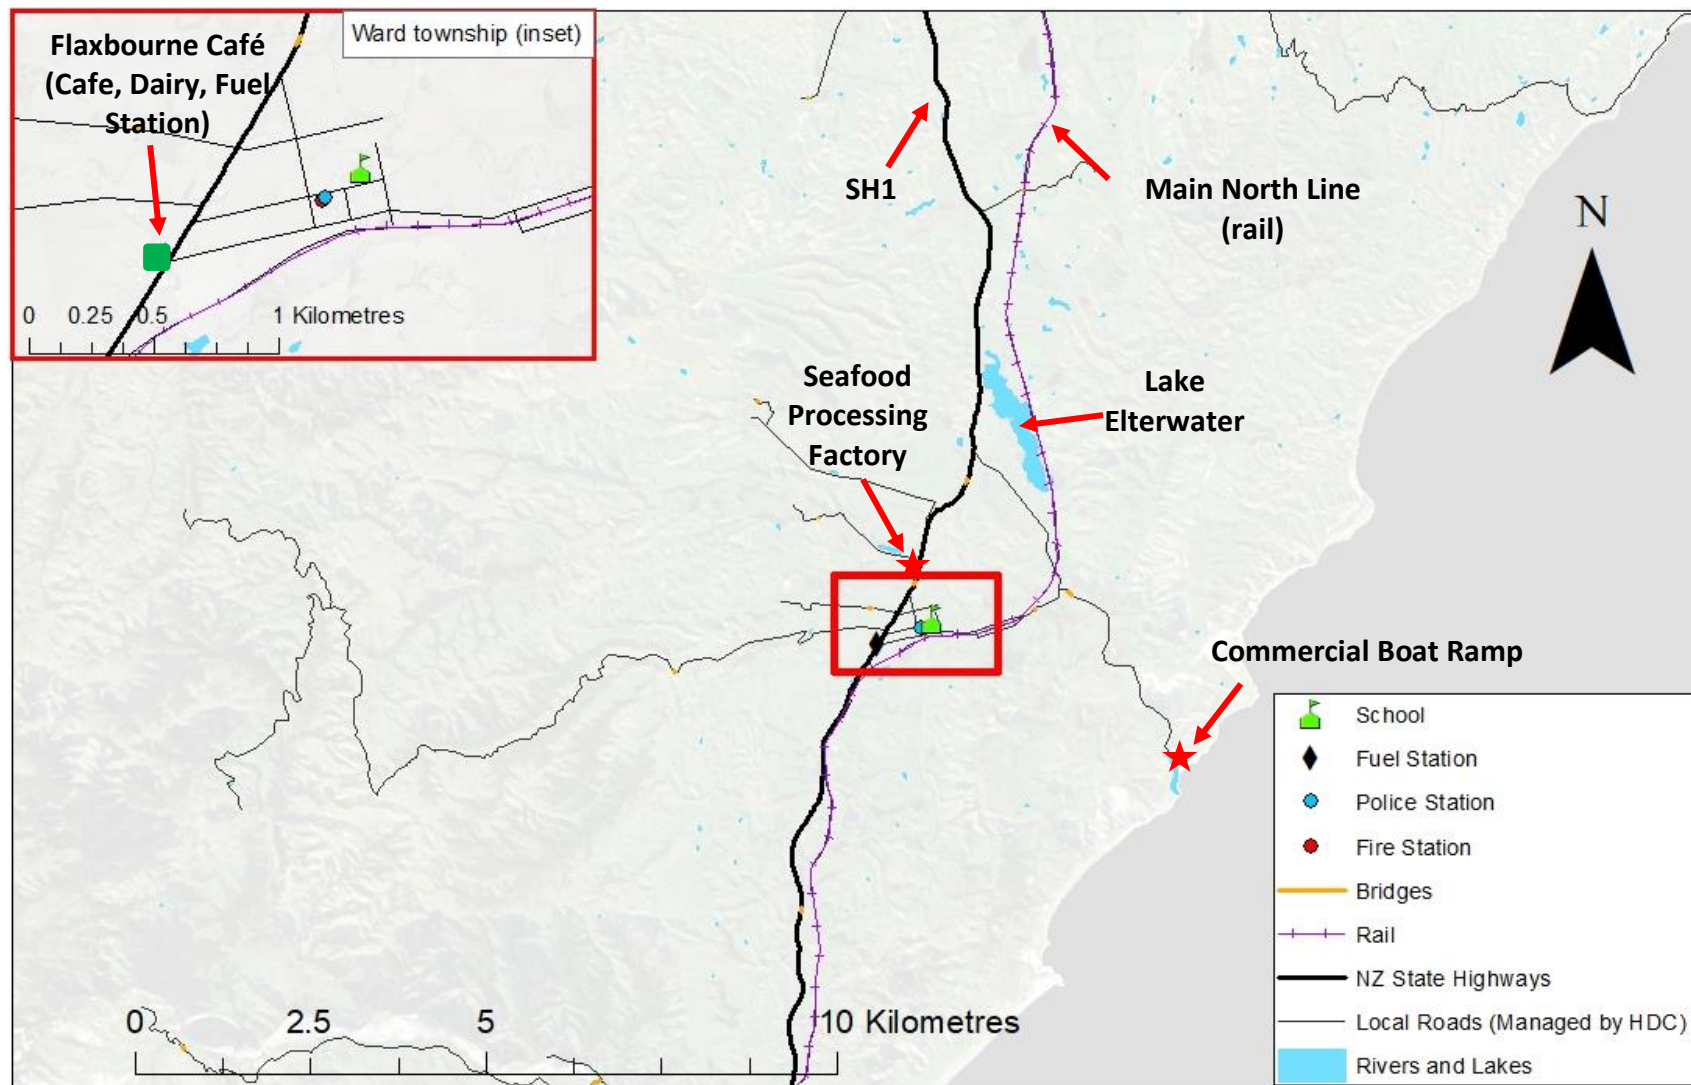 Ward township (inset)
Flaxbourne Café
(Cafe, Dairy, Fuel
Station)
0 0.25 0.5 1 Kilometres
SH1
Main North Line
(rail)
N
Seafood
Processing
Factory
Lake
Elterwater
Commercial Boat Ramp
School
Fuel Station
Police Station
Fire Station
Bridges
Rail
NZ State Highways
Local Roads (Managed by HDC)
Rivers and Lakes
0 2.5 5 10 Kilometres